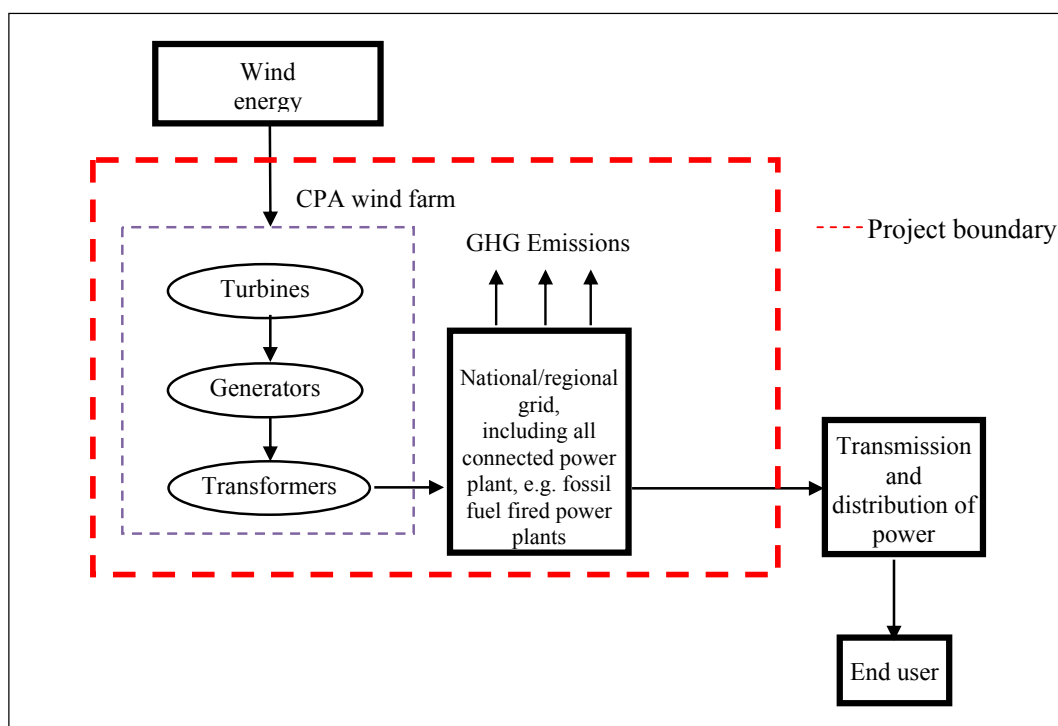 Wind
energy
CPA wind farm
GHG Emissions
Project boundary
Turbines
Generators
Transformers
National/regional
grid,
including all
connected power
plant, e.g. fossil
fuel fired power
plants
Transmission
and
distribution of
power
End user